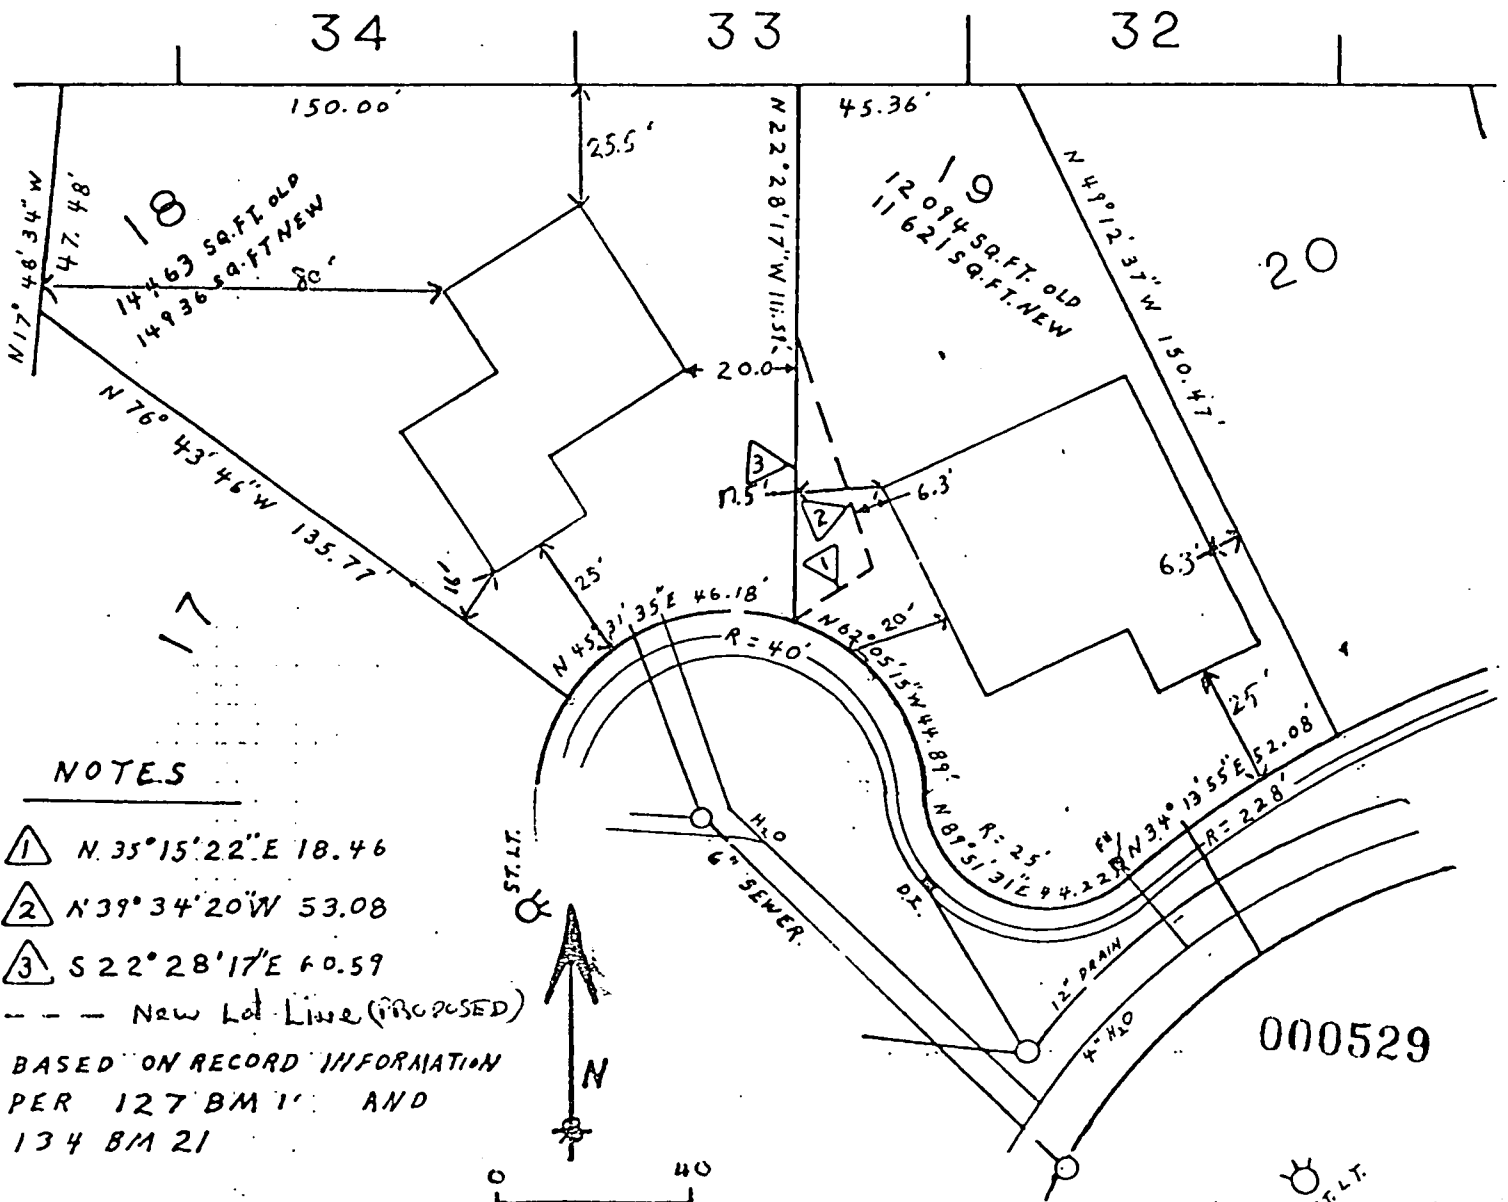 34
33
32
150.00'
45.36'
25.5'
N 17° 48' 34" W
47.48'
18
14,463 SQ.FT. OLD
14936 SQ.FT NEW
80'
N 22° 28' 17" W 111.51'
19
12094 SQ.FT. OLD
11621 SQ.FT. NEW
N 49° 12' 37" W 150.47'
20
20.0
N 76° 43' 46" W 135.77'
3
6.3'
2
1
6.3'
16'
25'
17
N 45° 31' 35" E 46.18'
R = 40'
N 62° 05' 15" W 44.89'
20'
25'
N 89° 51' 31" E 44.22
R = 25'
FH
N 34° 13' 55" E 52.08'
R = 228'
H2O
6" SEWER.
D.I.
ST. LT.
12" DRAIN
4" H2O
NOTES
1 N 35° 15' 22" E 18.46
2 N 39° 34' 20" W 53.08
3 S 22° 28' 17" E 60.59
--- New Lot Line (PROPOSED)
BASED ON RECORD INFORMATION
PER 127 BM 1 AND
134 BM 21
N
0 40
000529
ST. LT.